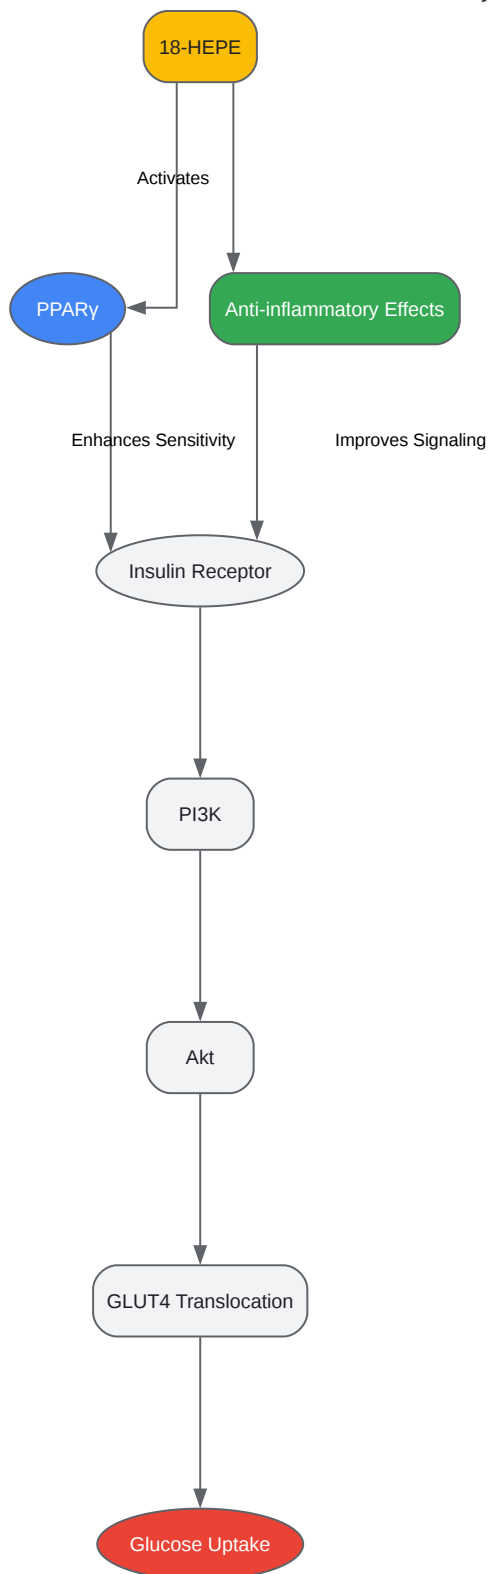 18-HEPE
Activates
PPARγ
Anti-inflammatory Effects
Enhances Sensitivity
Improves Signaling
Insulin Receptor
PI3K
Akt
GLUT4 Translocation
Glucose Uptake